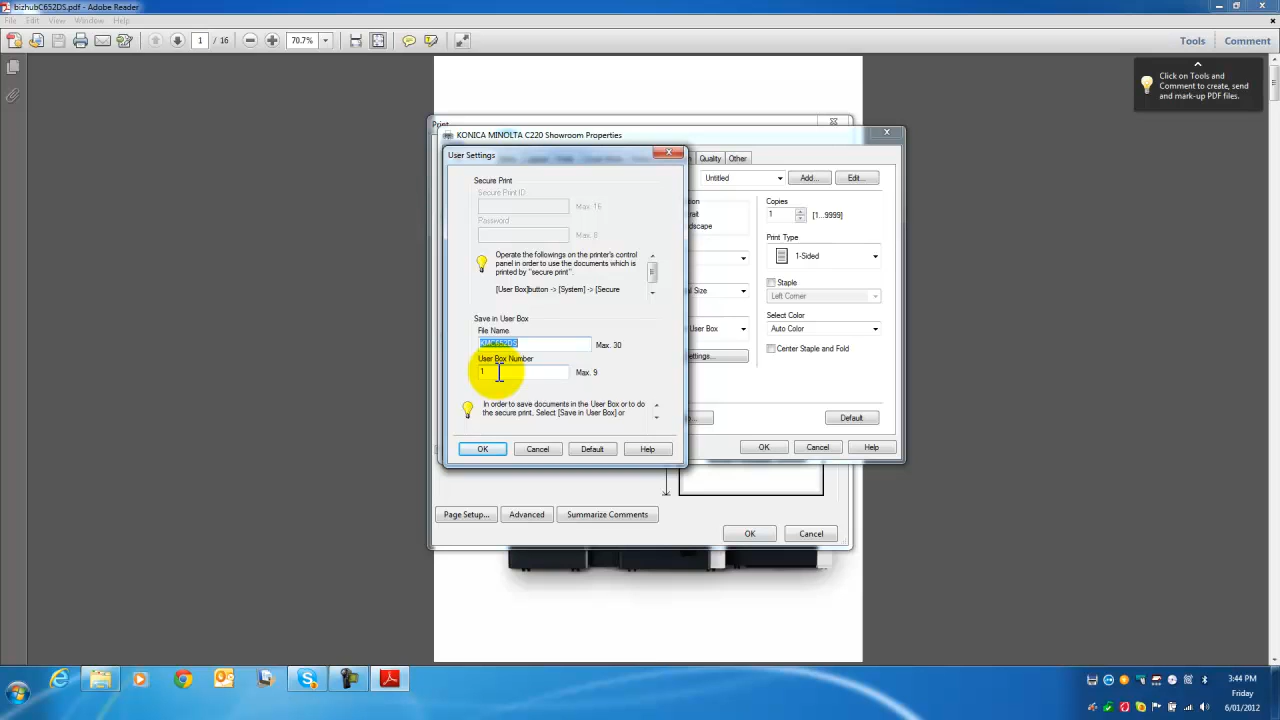 bizhubC652DS.pdf - Adobe Reader
File Edit View Window Help
1 / 16 70.7% Tools Comment
Click on Tools and
Comment to create, send
and mark-up PDF files.
Print
KONICA MINOLTA C220 Showroom Properties
User Settings
Quality Other
Secure Print
Secure Print ID
Max. 16
Password
Max. 8
Operate the followings on the printer's control
panel in order to use the documents which is
printed by "secure print".
[User Box]button -> [System] -> [Secure
Save in User Box
File Name
KMC652DS
Max. 30
User Box Number
1
Max. 9
In order to save documents in the User Box or to do
the secure print, Select [Save in User Box] or
OK Cancel Default Help
Untitled Add... Edit...
Copies
1 [1...9999]
Print Type
1-Sided
Staple
Left Corner
Select Color
Auto Color
Center Staple and Fold
User Box
Default
OK Cancel Help
Page Setup... Advanced Summarize Comments
OK Cancel
3:44 PM
Friday
6/01/2012